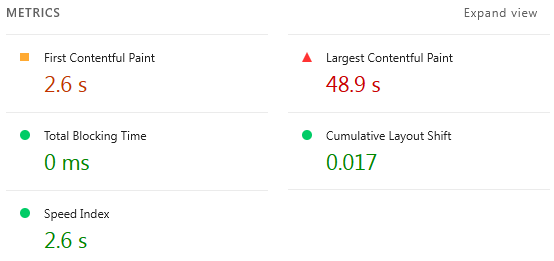 METRICS
Expand view
First Contentful Paint
2.6 s
Largest Contentful Paint
48.9 s
Total Blocking Time
0 ms
Cumulative Layout Shift
0.017
Speed Index
2.6 s